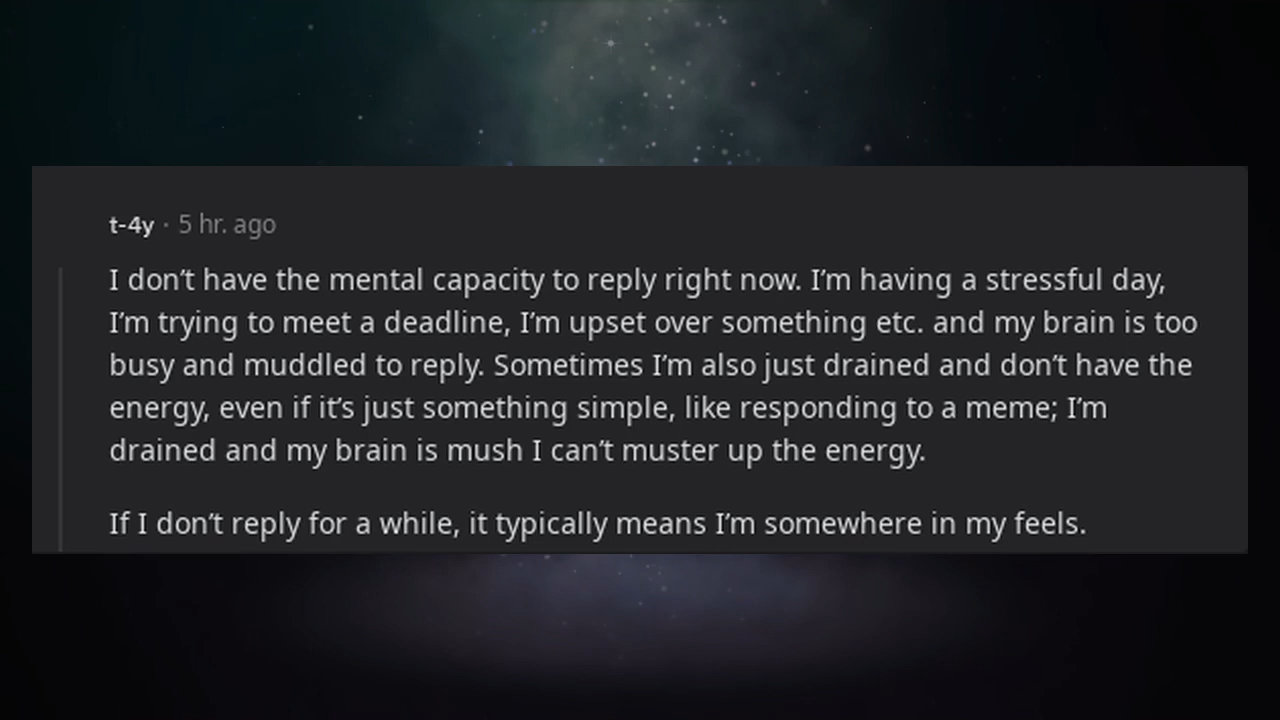 t-4y · 5 hr. ago
I don’t have the mental capacity to reply right now. I’m having a stressful day,
I’m trying to meet a deadline, I’m upset over something etc. and my brain is too
busy and muddled to reply. Sometimes I’m also just drained and don’t have the
energy, even if it’s just something simple, like responding to a meme; I’m
drained and my brain is mush I can’t muster up the energy.
If I don’t reply for a while, it typically means I’m somewhere in my feels.